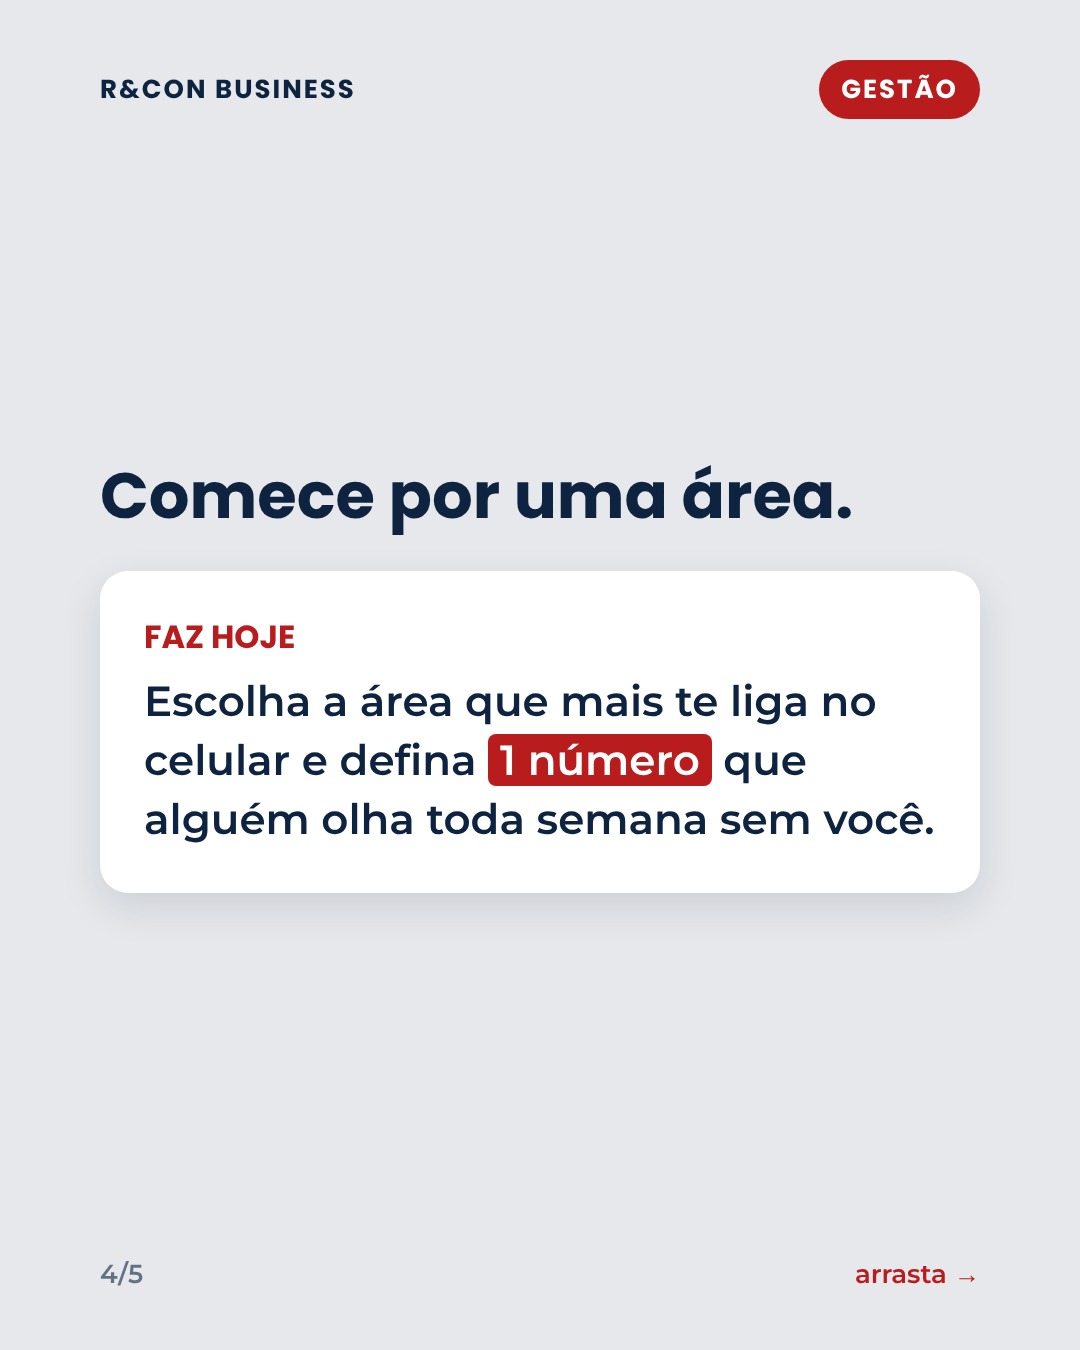 R&CON BUSINESS
GESTÃO
Comece por uma área.
FAZ HOJE
Escolha a área que mais te liga no
celular e defina 1 número que
alguém olha toda semana sem você.
4/5
arrasta →